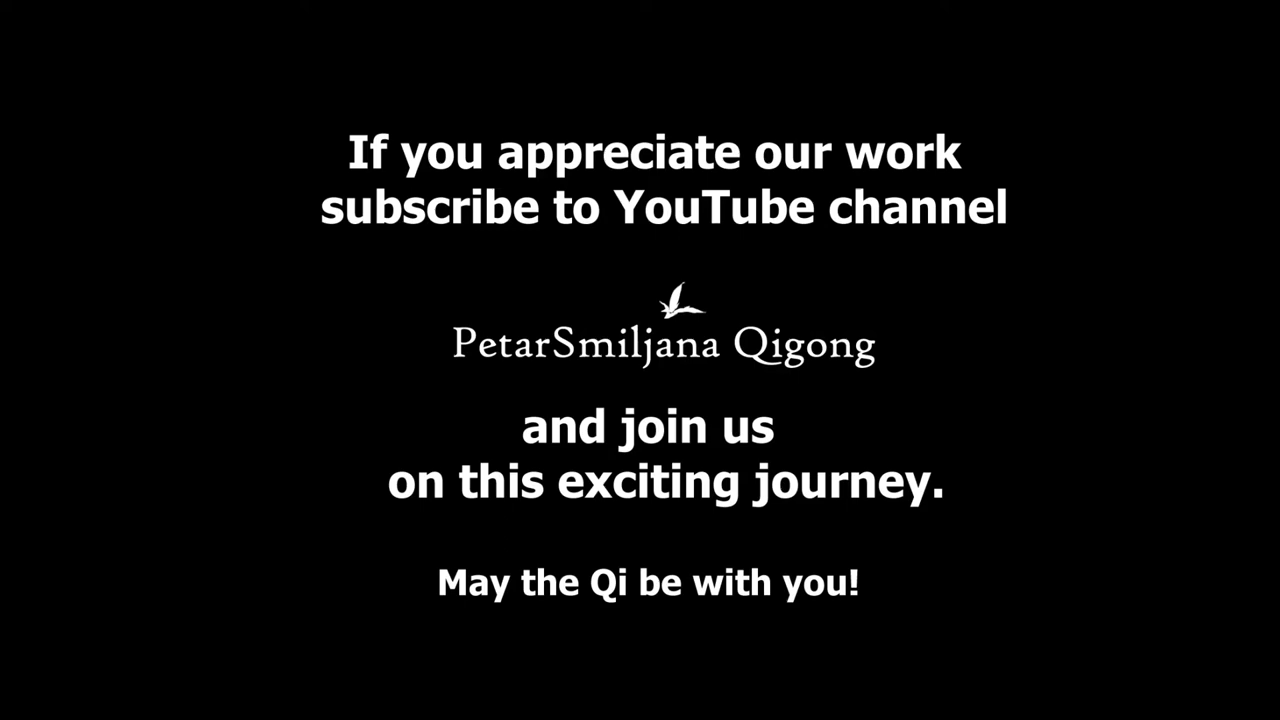 If you appreciate our work
subscribe to YouTube channel
PetarSmiljana Qigong
and join us
on this exciting journey.
May the Qi be with you!